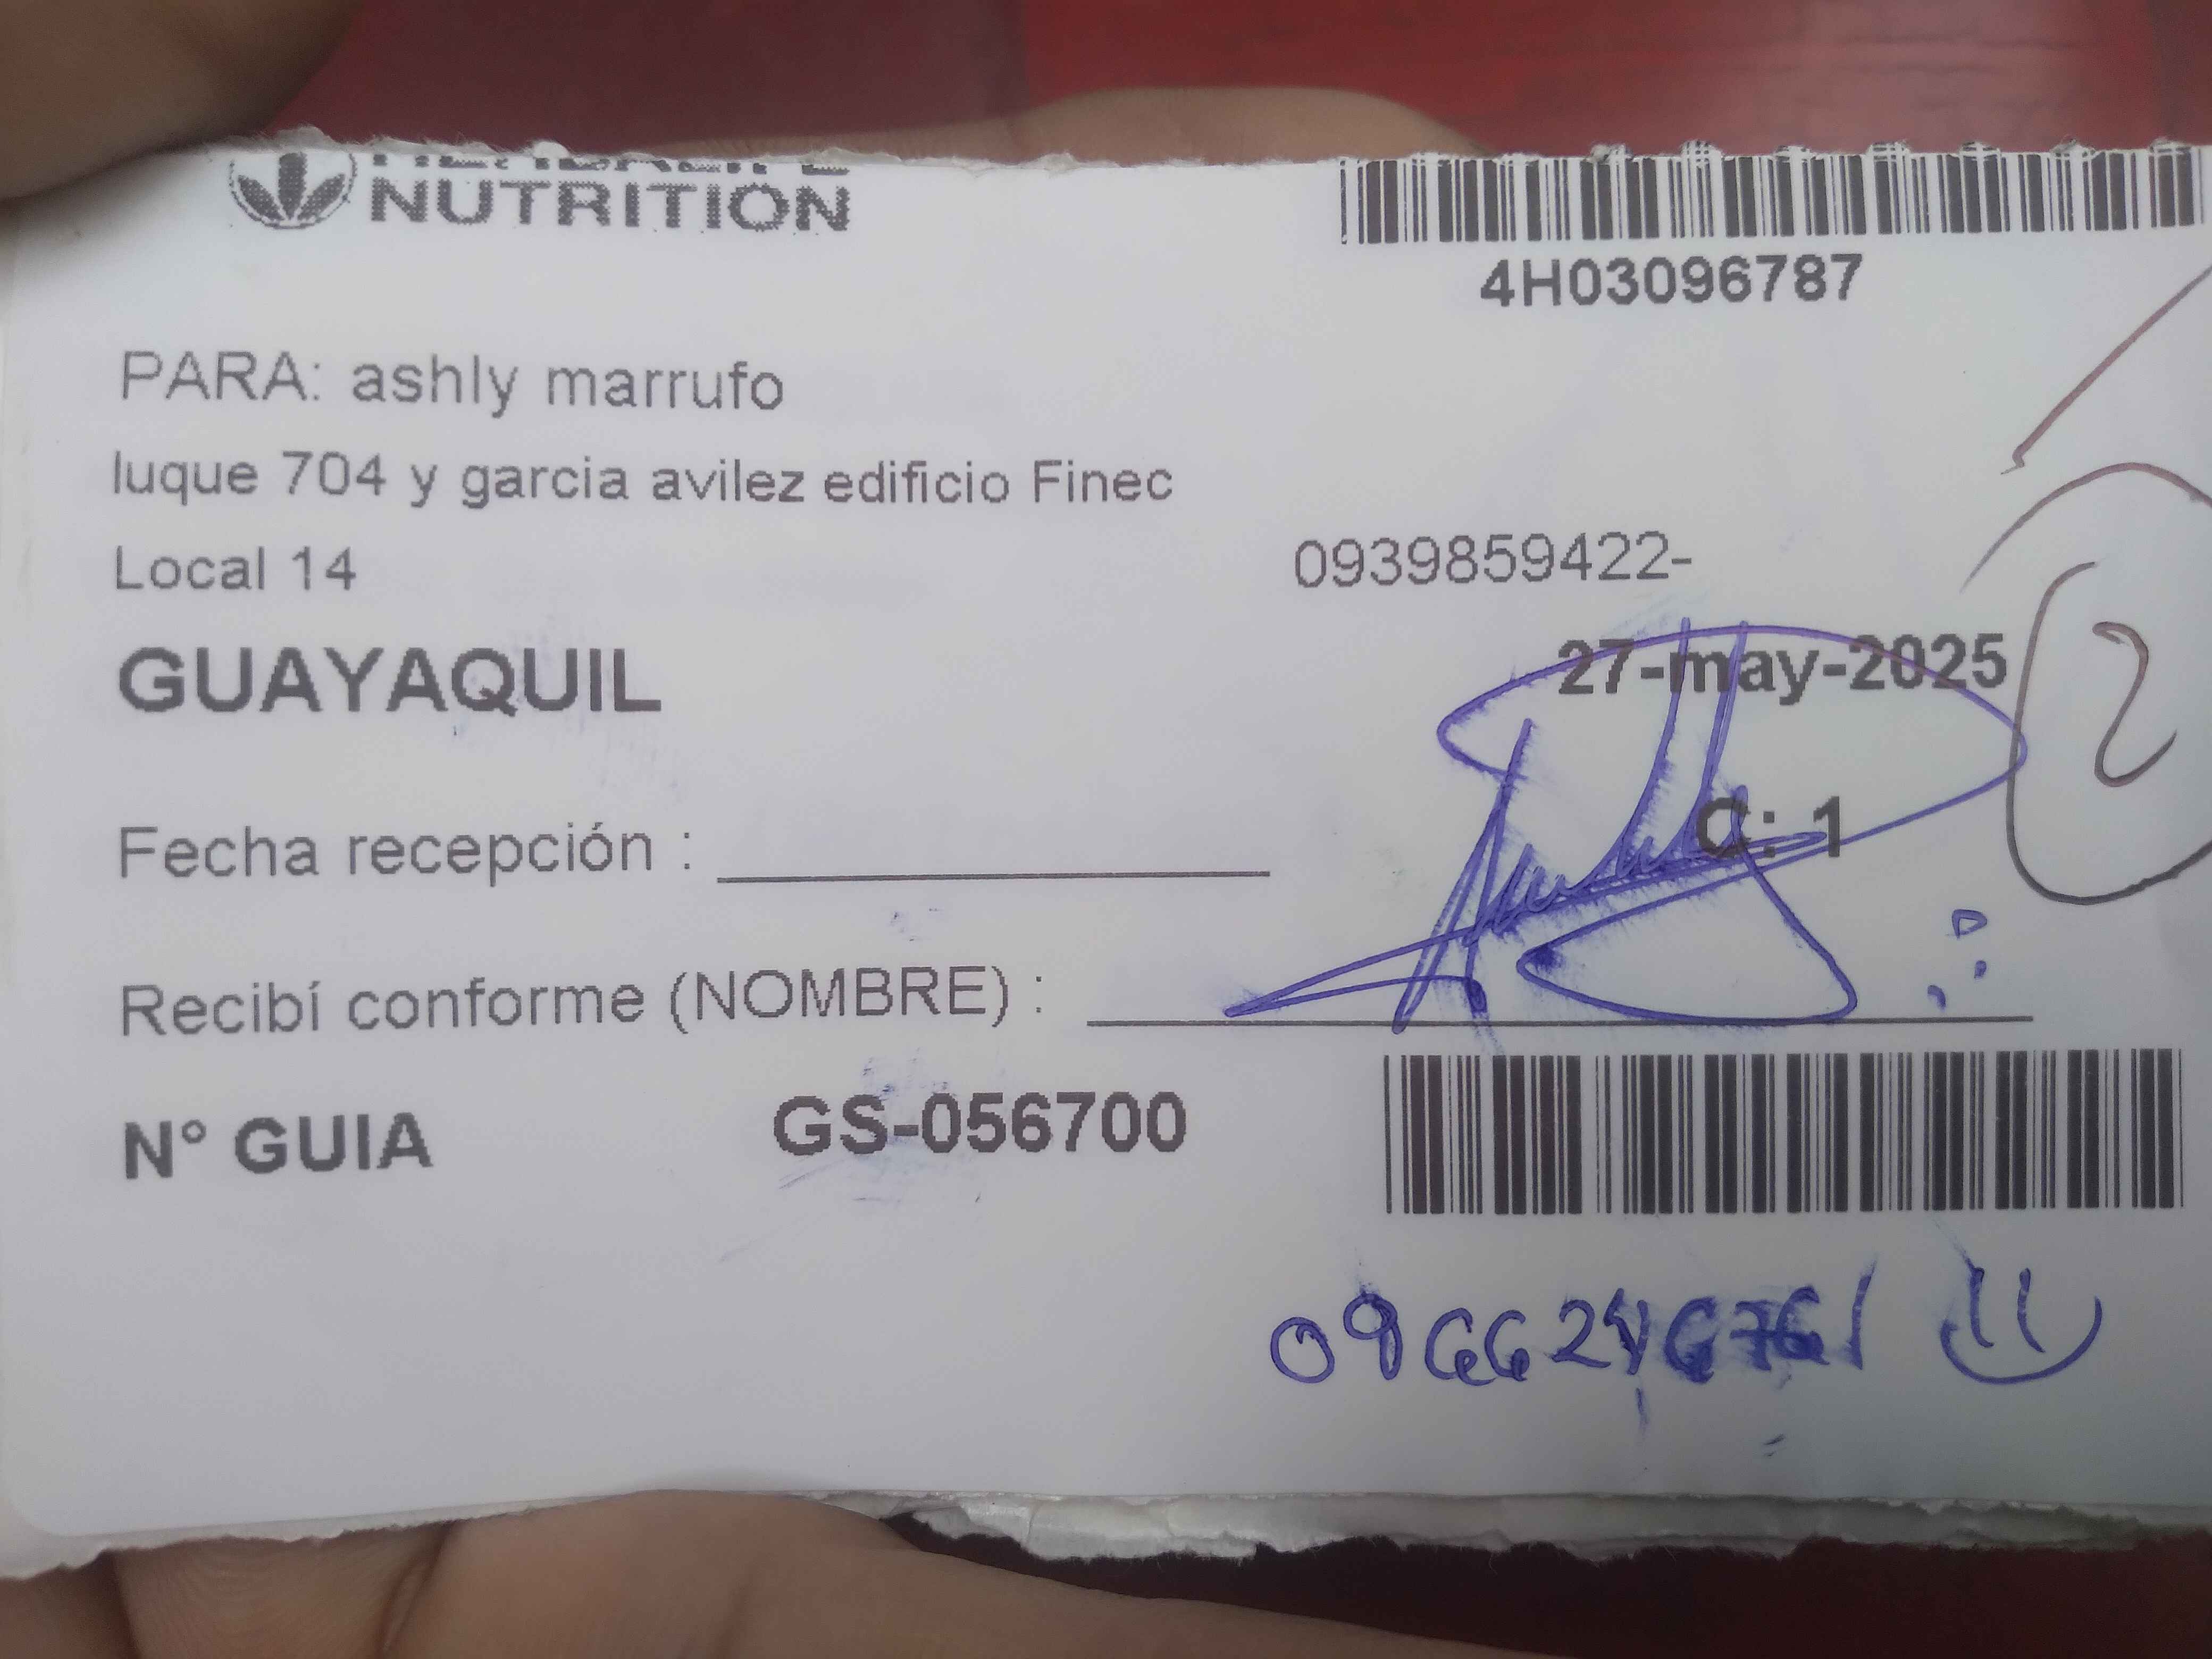 NUTRITION
4H03096787
PARA: ashly marrufo
luque 704 y garcia avilez edificio Finec
Local 14
0939859422-
GUAYAQUIL
27-may-2025
2
C: 1
Fecha recepción :
Recibí conforme (NOMBRE) :
N° GUIA GS-056700